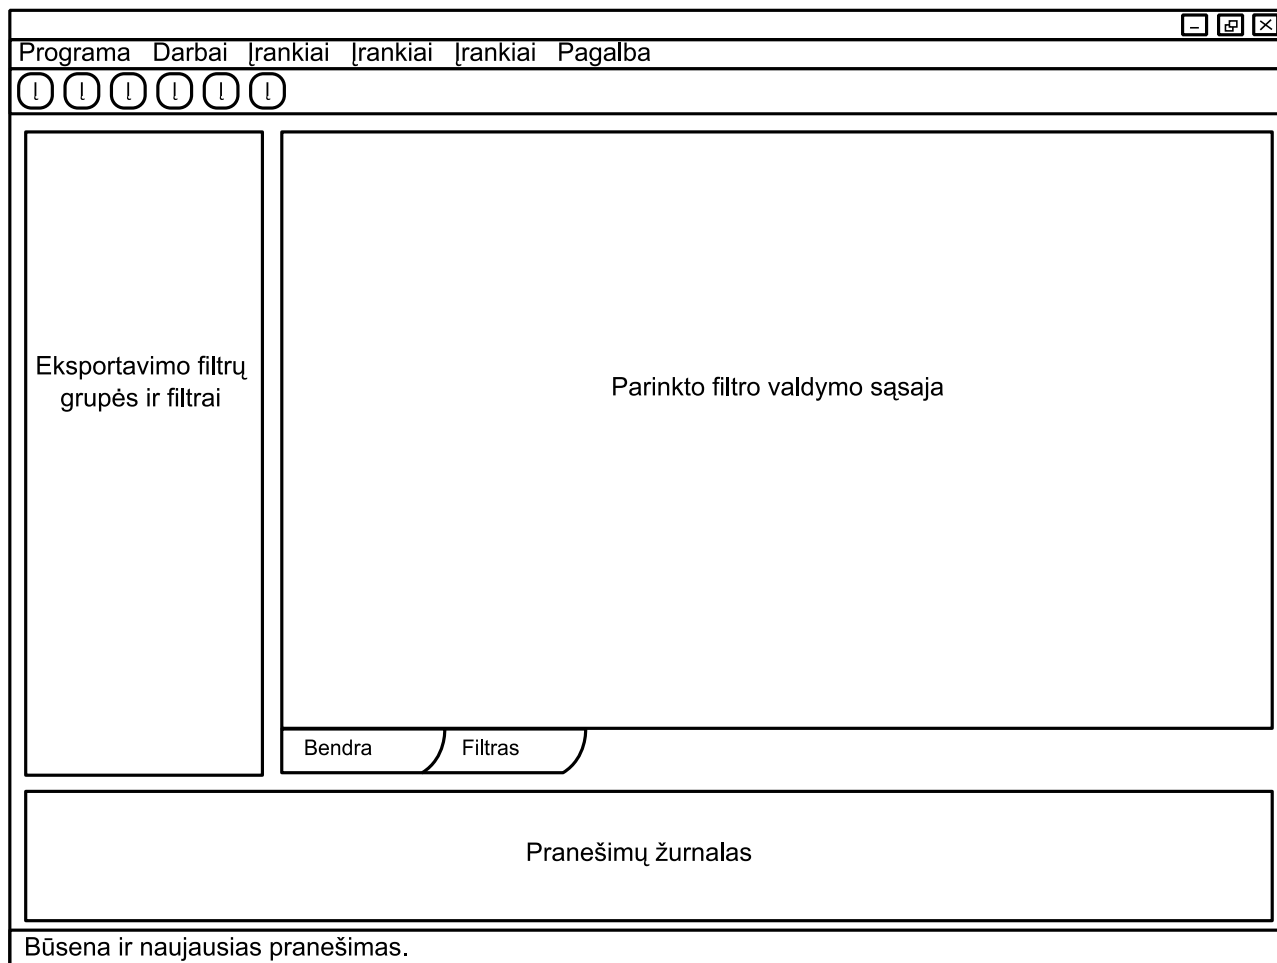 Programa Darbai Įrankiai Įrankiai Įrankiai Pagalba
Į Į Į Į Į Į
Eksportavimo filtrų
grupės ir filtrai
Parinkto filtro valdymo sąsaja
Bendra Filtras
Pranešimų žurnalas
Būsena ir naujausias pranešimas.